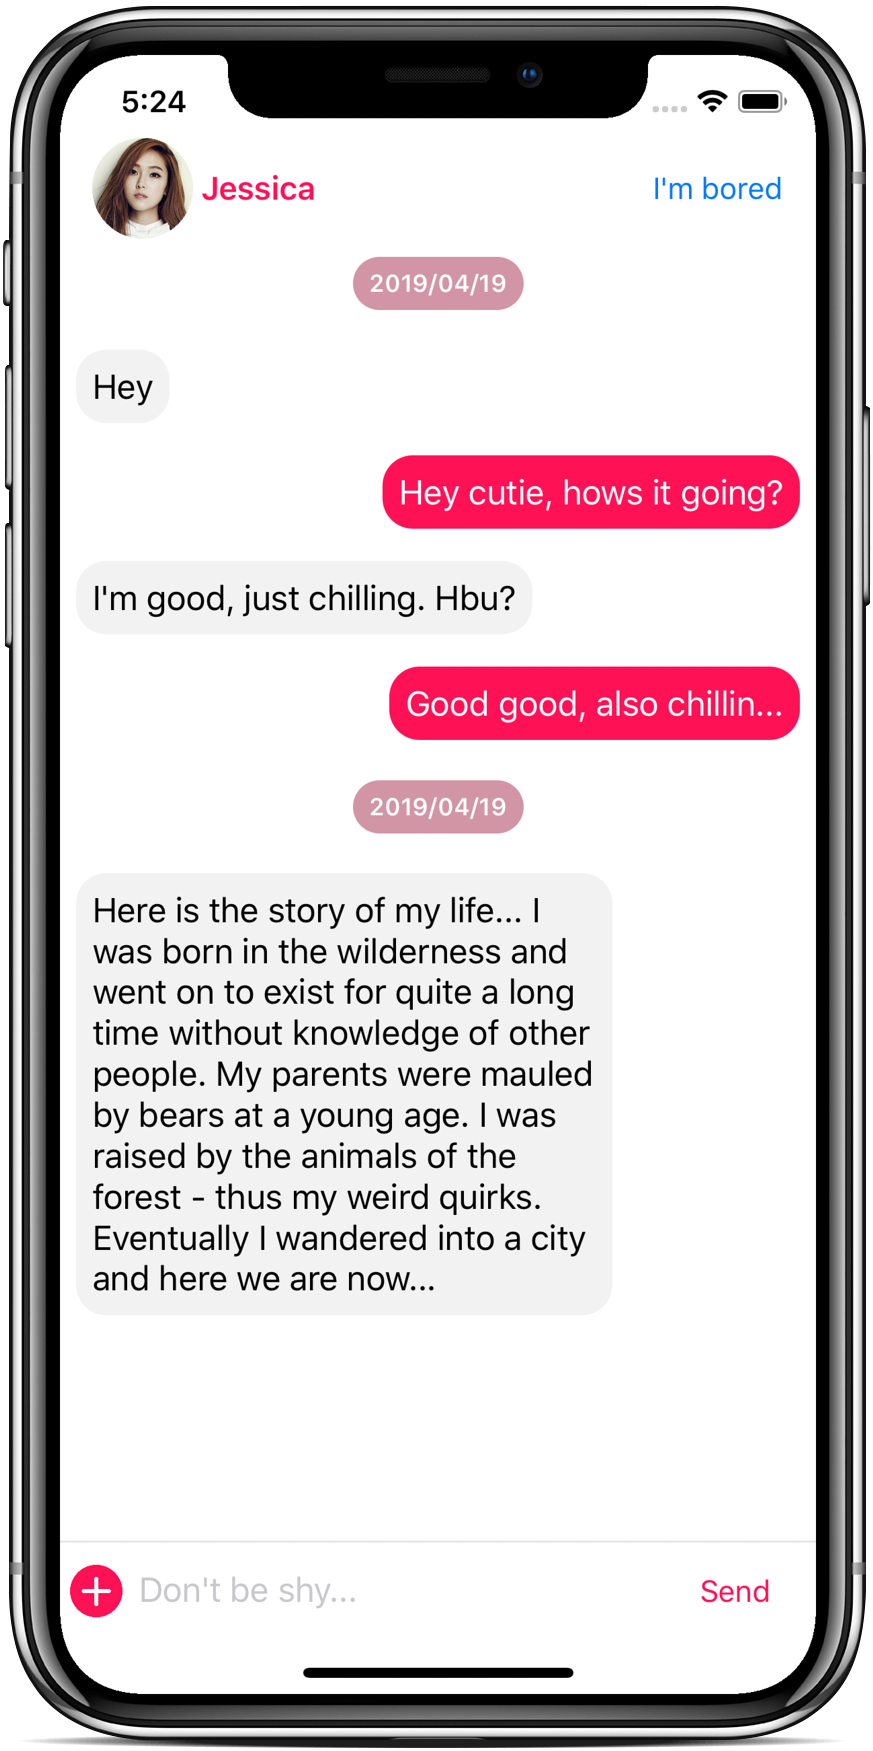 5:24
Jessica
I'm bored
2019/04/19
Hey
Hey cutie, hows it going?
I'm good, just chilling. Hbu?
Good good, also chillin...
2019/04/19
Here is the story of my life... I
was born in the wilderness and
went on to exist for quite a long
time without knowledge of other
people. My parents were mauled
by bears at a young age. I was
raised by the animals of the
forest - thus my weird quirks.
Eventually I wandered into a city
and here we are now...
Don't be shy...
Send